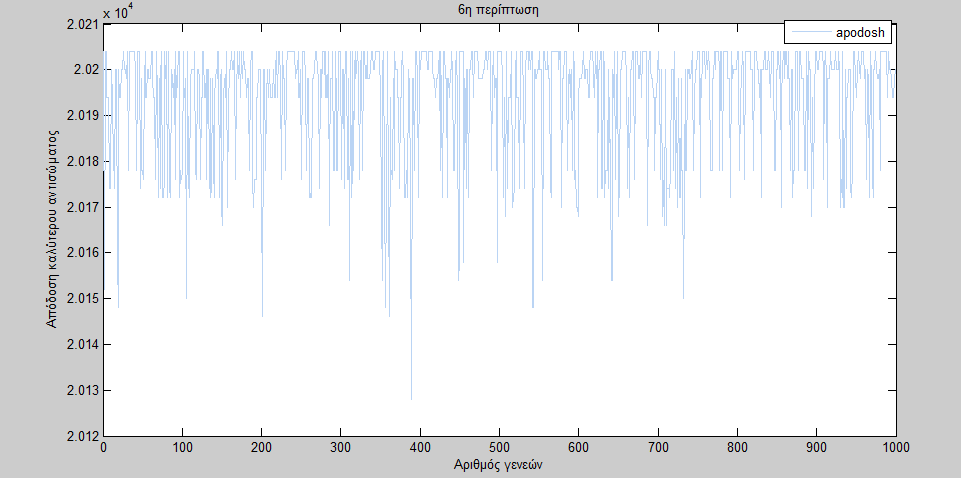 6η περίπτωση
x 10^4
apodosh
2.021
2.02
2.019
2.018
2.017
2.016
2.015
2.014
2.013
2.012
Απόδοση καλύτερου αντισώματος
0 100 200 300 400 500 600 700 800 900 1000
Αριθμός γενεών